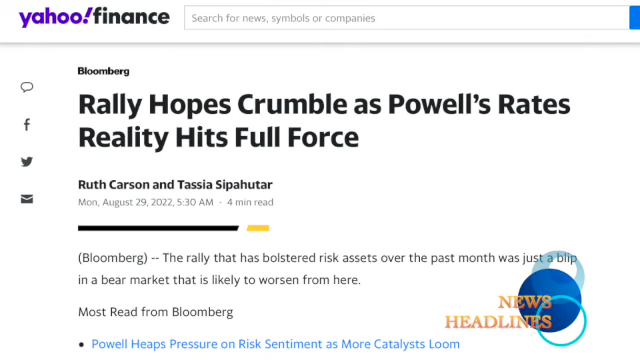 yahoo!finance
Search for news, symbols or companies
Bloomberg
Rally Hopes Crumble as Powell's Rates
Reality Hits Full Force
Ruth Carson and Tassia Sipahutar
Mon, August 29, 2022, 5:30 AM · 4 min read
(Bloomberg) -- The rally that has bolstered risk assets over the past month was just a blip
in a bear market that is likely to worsen from here.
Most Read from Bloomberg
• Powell Heaps Pressure on Risk Sentiment as More Catalysts Loom
NEWS
HEADLINES